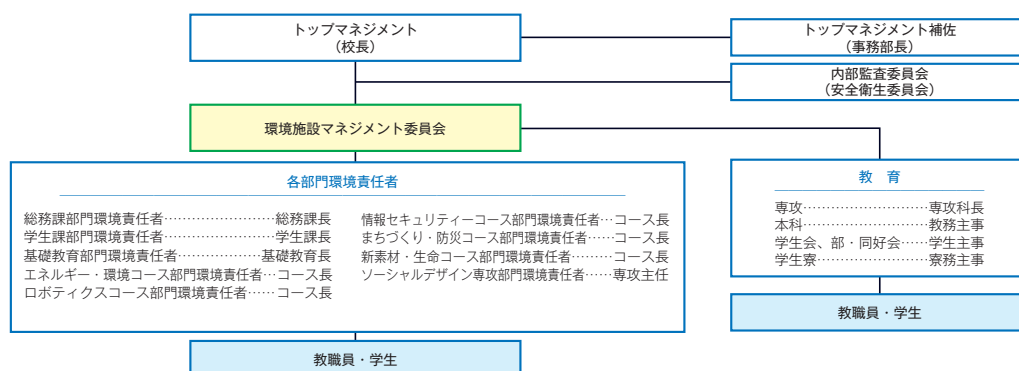 トップマネジメント
（校長）
トップマネジメント補佐
（事務部長）
内部監査委員会
（安全衛生委員会）
環境施設マネジメント委員会
各部門環境責任者
総務課部門環境責任者……………………総務課長
学生課部門環境責任者……………………学生課長
基礎教育部門環境責任者………………基礎教育長
エネルギー・環境コース部門環境責任者…コース長
ロボティクスコース部門環境責任者……コース長
情報セキュリティーコース部門環境責任者…コース長
まちづくり・防災コース部門環境責任者……コース長
新素材・生命コース部門環境責任者………コース長
ソーシャルデザイン専攻部門環境責任者……専攻主任
教職員・学生
教　育
専攻………………………専攻科長
本科………………………教務主事
学生会、部・同好会……学生主事
学生寮……………………寮務主事
教職員・学生